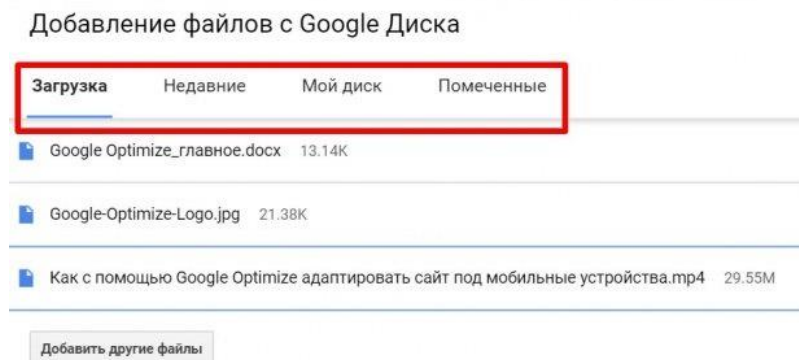 Добавление файлов с Google Диска
Загрузка Недавние Мой диск Помеченные
Google Optimize_главное.docx 13.14K
Google-Optimize-Logo.jpg 21.38K
Как с помощью Google Optimize адаптировать сайт под мобильные устройства.mp4 29.55M
Добавить другие файлы